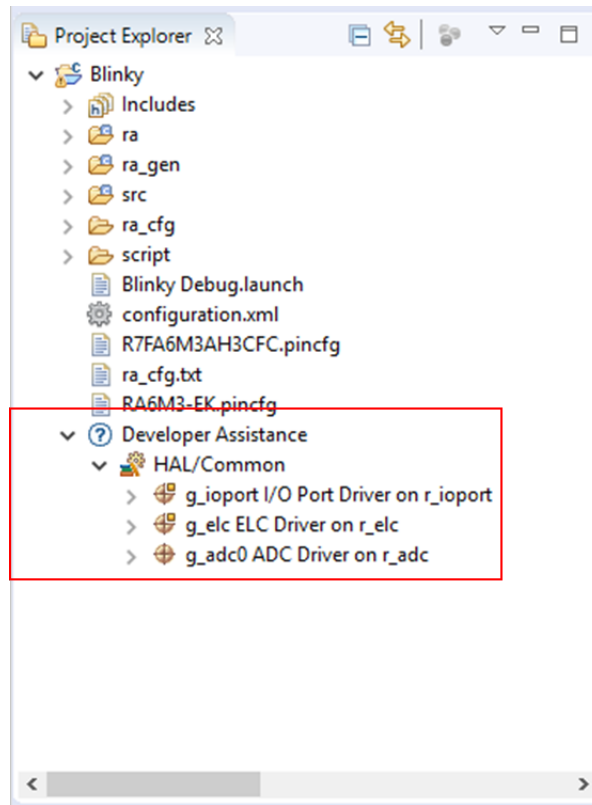 Project Explorer
Blinky
Includes
ra
ra_gen
src
ra_cfg
script
Blinky Debug.launch
configuration.xml
R7FA6M3AH3CFC.pincfg
ra_cfg.txt
RA6M3-EK.pincfg
Developer Assistance
HAL/Common
g_ioport I/O Port Driver on r_ioport
g_elc ELC Driver on r_elc
g_adc0 ADC Driver on r_adc